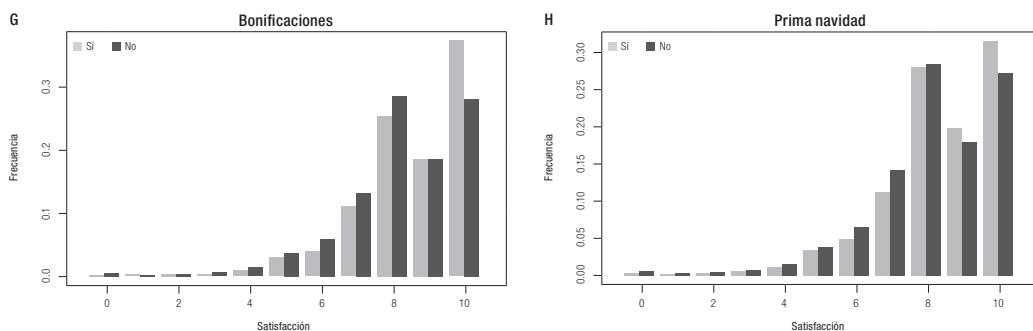 G
Bonificaciones
Sí No
Frecuencia
0.3
0.2
0.1
0.0
0 2 4 6 8 10
Satisfacción
H
Prima navidad
Sí No
Frecuencia
0.30
0.25
0.20
0.15
0.10
0.05
0.00
0 2 4 6 8 10
Satisfacción